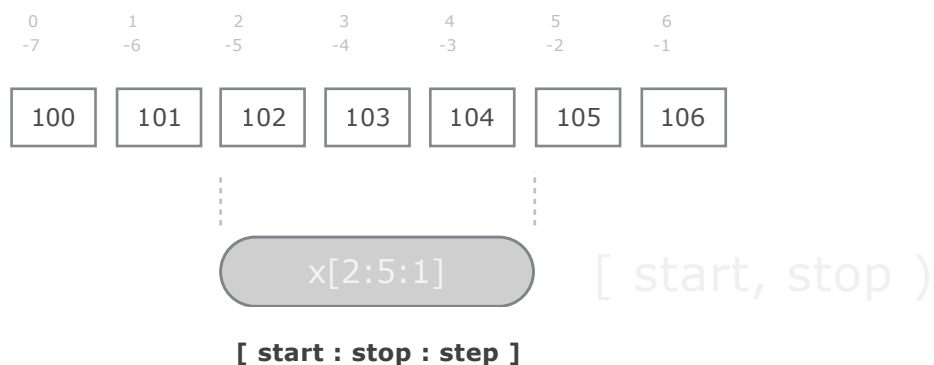 0 1 2 3 4 5 6
-7 -6 -5 -4 -3 -2 -1
100 101 102 103 104 105 106
x[2:5:1] [ start, stop )
[ start : stop : step ]